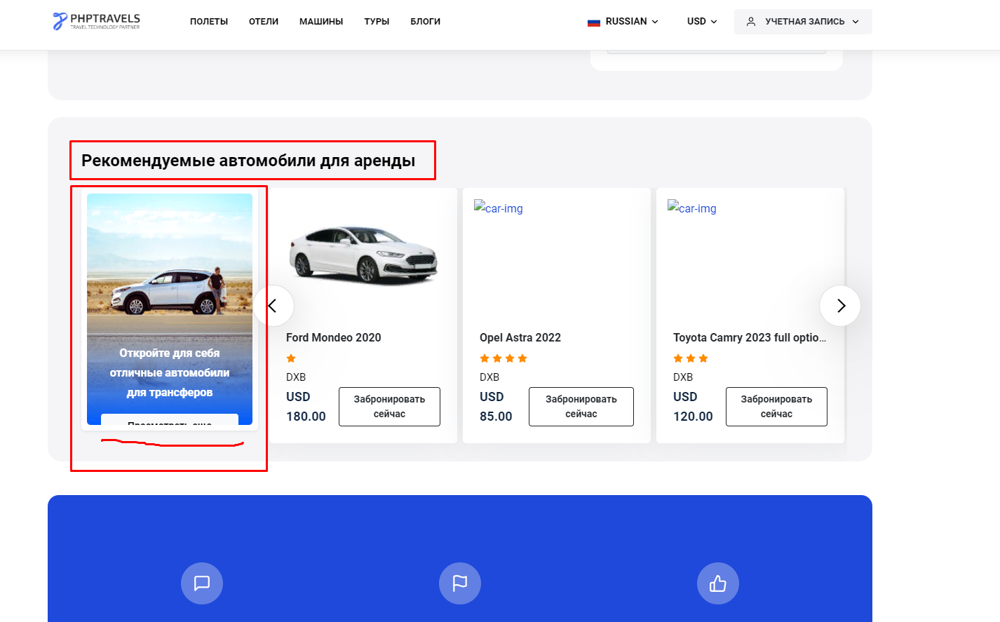 PHPTRAVELS
TRAVEL TECHNOLOGY PARTNER
ПОЛЕТЫ ОТЕЛИ МАШИНЫ ТУРЫ БЛОГИ
RUSSIAN USD УЧЕТНАЯ ЗАПИСЬ
Рекомендуемые автомобили для аренды
Откройте для себя
отличные автомобили
для трансферов
Просмотреть еще
Ford Mondeo 2020
DXB
USD
180.00
Забронировать
сейчас
car-img
Opel Astra 2022
DXB
USD
85.00
Забронировать
сейчас
car-img
Toyota Camry 2023 full optio...
DXB
USD
120.00
Забронировать
сейчас